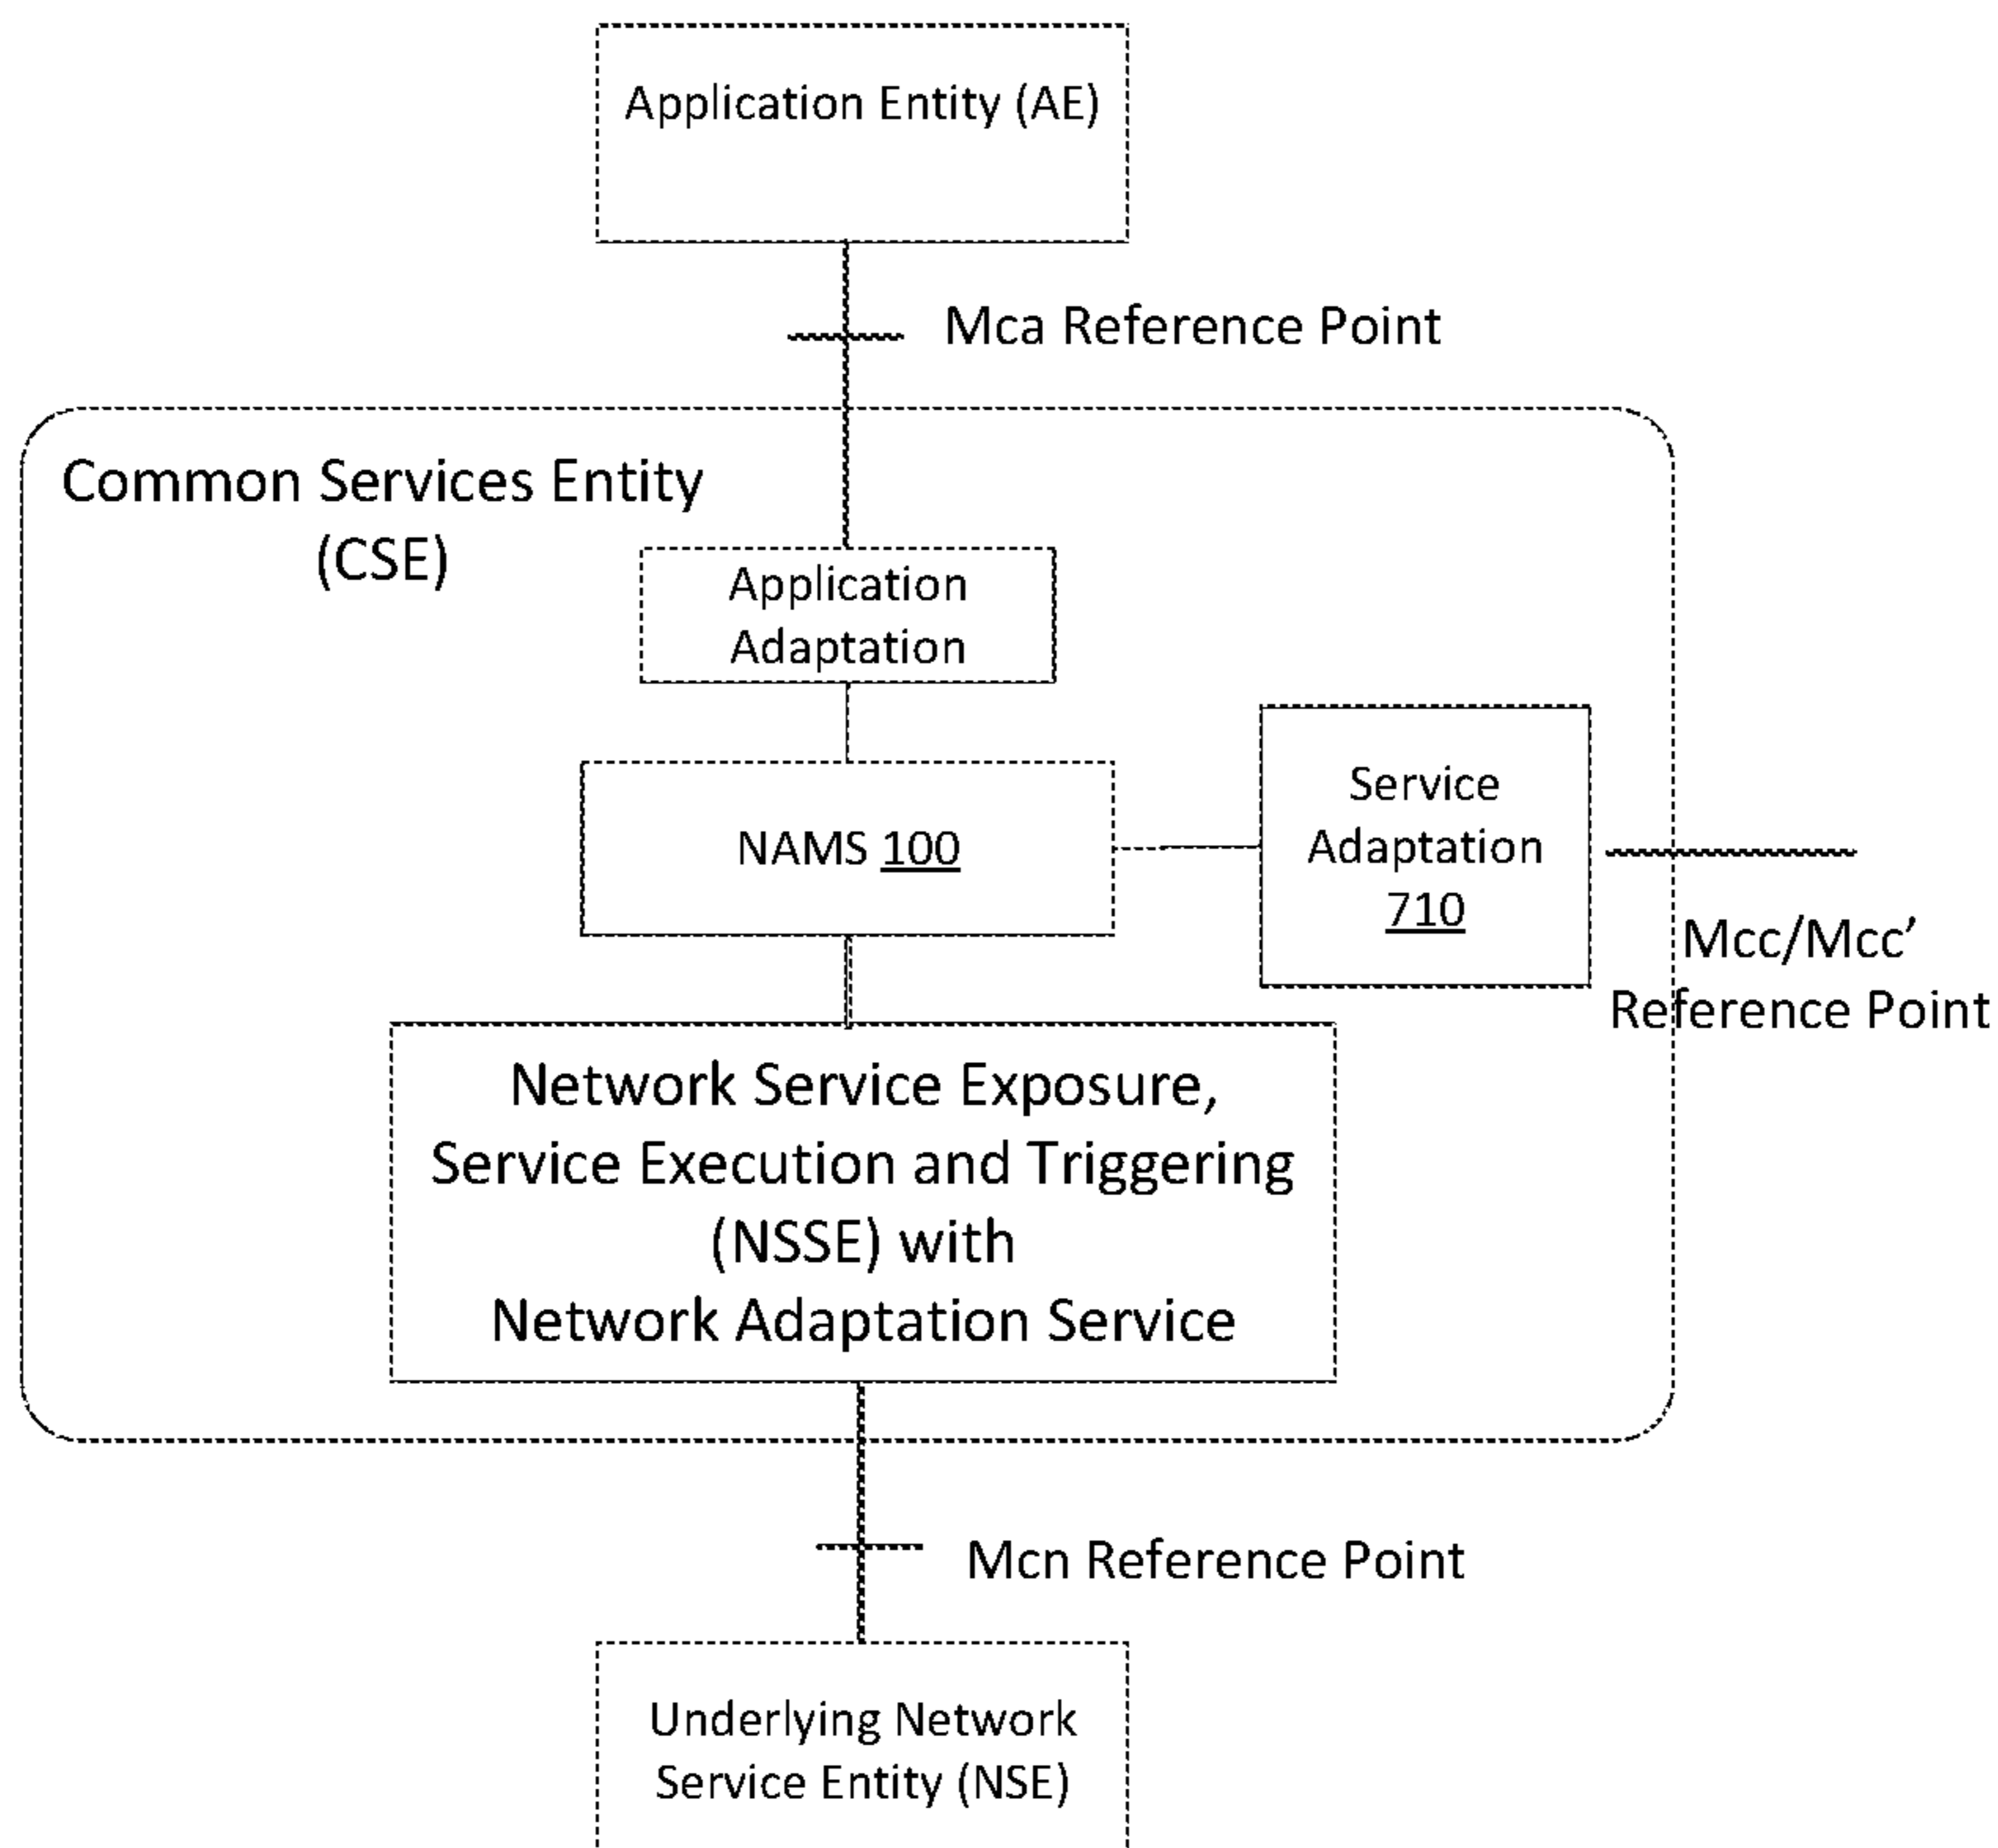 Application Entity (AE)
Mca Reference Point
Common Services Entity
(CSE)
Application
Adaptation
NAMS 100
Service
Adaptation
710
Mcc/Mcc’
Reference Point
Network Service Exposure,
Service Execution and Triggering
(NSSE) with
Network Adaptation Service
Mcn Reference Point
Underlying Network
Service Entity (NSE)